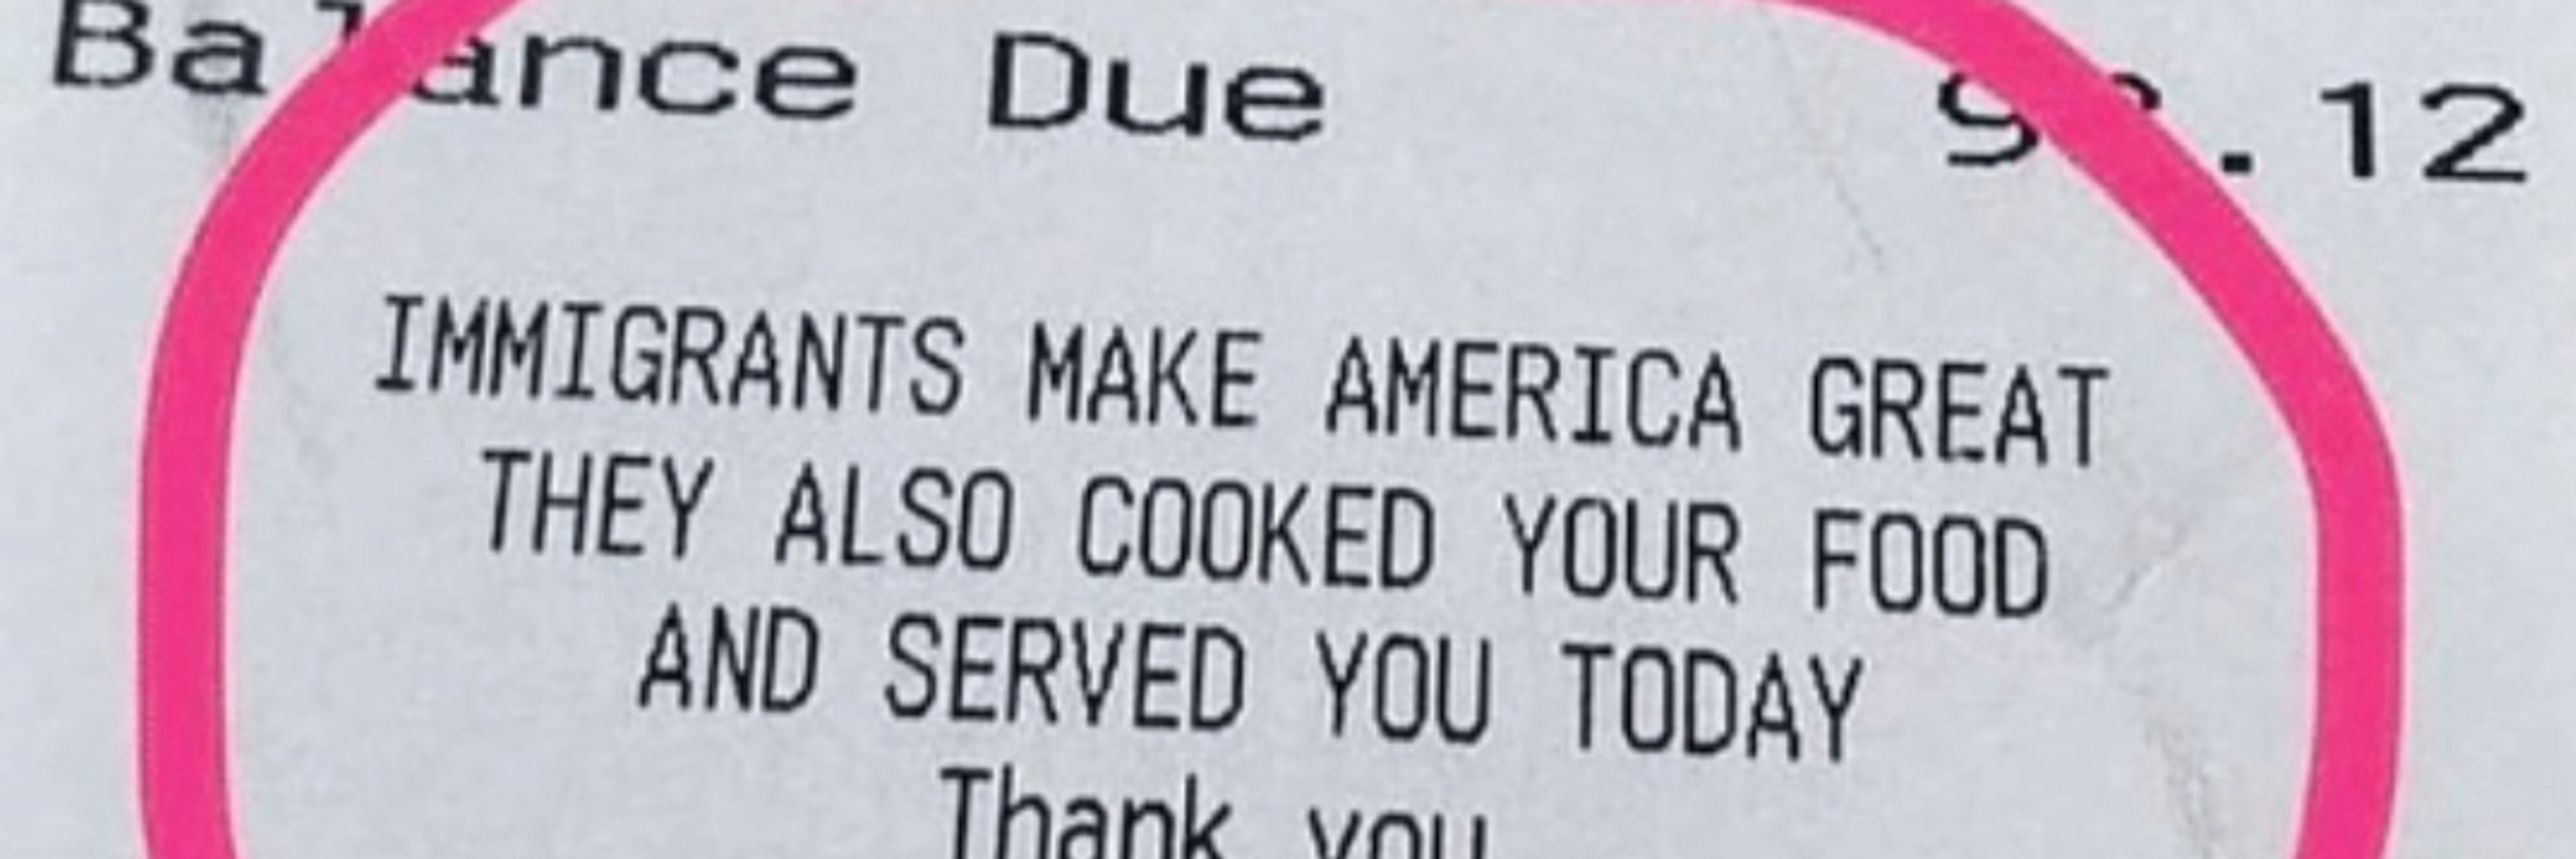 Balance Due
IMMIGRANTS MAKE AMERICA GREAT
THEY ALSO COOKED YOUR FOOD
AND SERVED YOU TODAY
Thank you